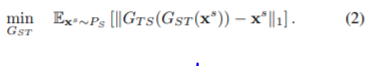 min_{G_{ST}} 𝔼_{𝐱^s∼P_S} [‖G_{TS}(G_{ST}(𝐱^s)) − 𝐱^s‖_1] . (2)